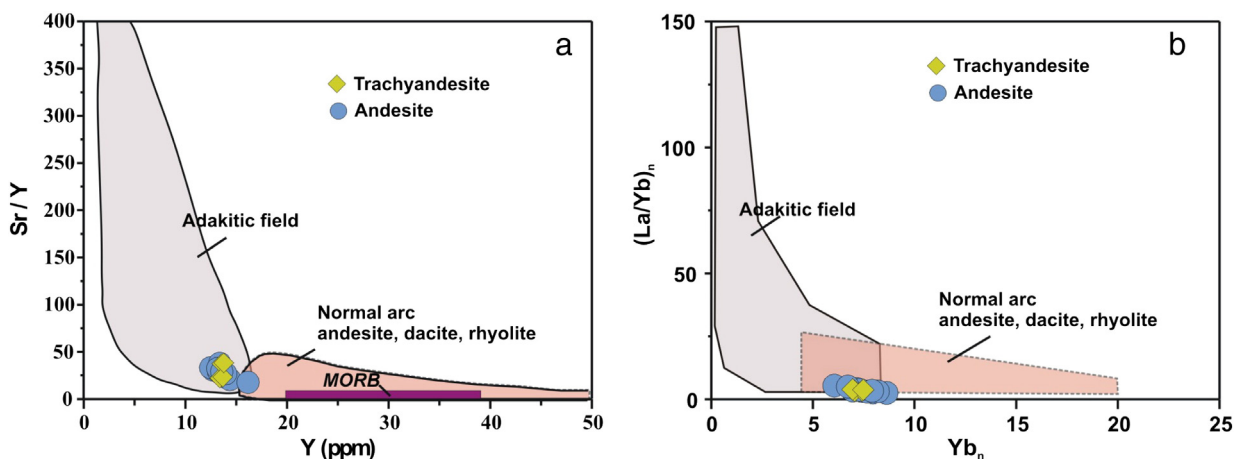 a
400
350
300
250
200
150
100
50
0
Sr / Y
Trachyandesite
Andesite
Adakitic field
Normal arc
andesite, dacite, rhyolite
MORB
0 10 20 30 40 50
Y (ppm)
b
150
100
50
0
(La/Yb)n
Trachyandesite
Andesite
Adakitic field
Normal arc
andesite, dacite, rhyolite
0 5 10 15 20 25
Ybn